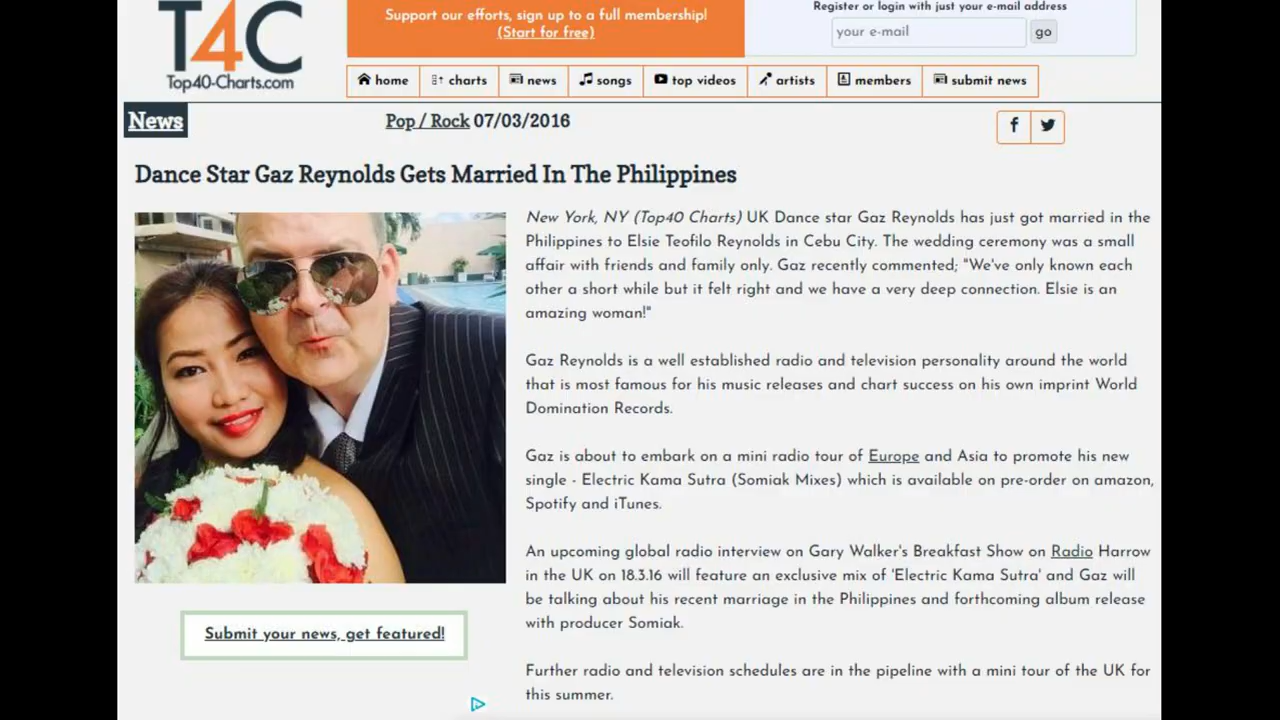 T4C
Top40-Charts.com
Support our efforts, sign up to a full membership!
(Start for free)
Register or login with just your e-mail address
your e-mail
go
home
charts
news
songs
top videos
artists
members
submit news
News
Pop / Rock 07/03/2016
Dance Star Gaz Reynolds Gets Married In The Philippines
New York, NY (Top40 Charts) UK Dance star Gaz Reynolds has just got married in the
Philippines to Elsie Teofilo Reynolds in Cebu City. The wedding ceremony was a small
affair with friends and family only. Gaz recently commented; "We've only known each
other a short while but it felt right and we have a very deep connection. Elsie is an
amazing woman!"
Gaz Reynolds is a well established radio and television personality around the world
that is most famous for his music releases and chart success on his own imprint World
Domination Records.
Gaz is about to embark on a mini radio tour of Europe and Asia to promote his new
single - Electric Kama Sutra (Somiak Mixes) which is available on pre-order on amazon,
Spotify and iTunes.
An upcoming global radio interview on Gary Walker's Breakfast Show on Radio Harrow
in the UK on 18.3.16 will feature an exclusive mix of 'Electric Kama Sutra' and Gaz will
be talking about his recent marriage in the Philippines and forthcoming album release
with producer Somiak.
Further radio and television schedules are in the pipeline with a mini tour of the UK for
this summer.
Submit your news, get featured!